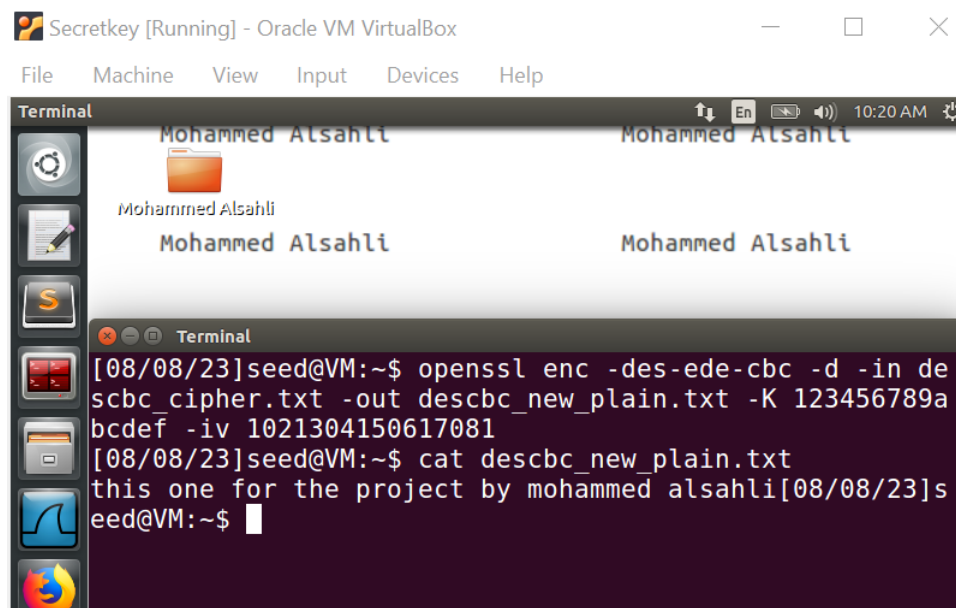 Secretkey [Running] - Oracle VM VirtualBox
File Machine View Input Devices Help
Terminal En 10:20 AM
Mohammed Alsahli Mohammed Alsahli
Mohammed Alsahli
Mohammed Alsahli Mohammed Alsahli
S
Terminal
[08/08/23]seed@VM:~$ openssl enc -des-ede-cbc -d -in de
scbc_cipher.txt -out descbc_new_plain.txt -K 123456789a
bcdef -iv 1021304150617081
[08/08/23]seed@VM:~$ cat descbc_new_plain.txt
this one for the project by mohammed alsahli[08/08/23]s
eed@VM:~$